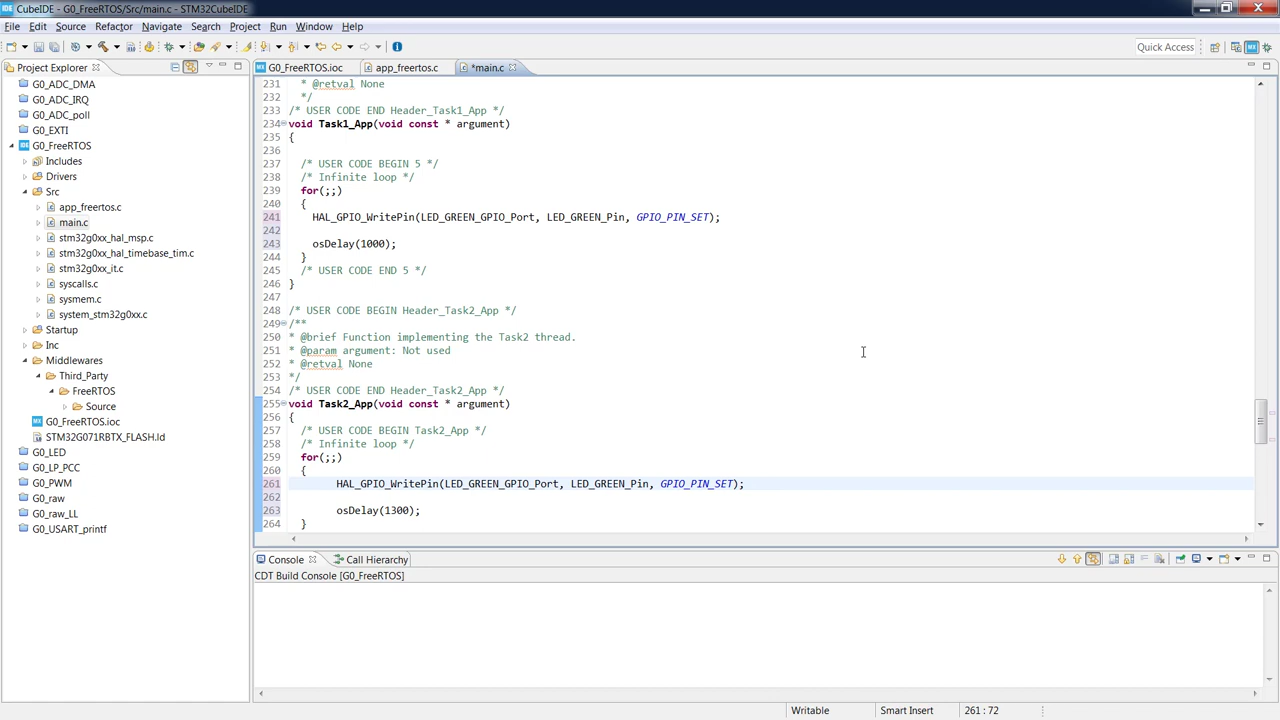 IDE CubeIDE - G0_FreeRTOS/Src/main.c - STM32CubeIDE
File Edit Source Refactor Navigate Search Project Run Window Help
Quick Access
Project Explorer
G0_FreeRTOS.ioc
app_freertos.c
*main.c
G0_ADC_DMA
G0_ADC_IRQ
G0_ADC_poll
G0_EXTI
G0_FreeRTOS
Includes
Drivers
Src
app_freertos.c
main.c
stm32g0xx_hal_msp.c
stm32g0xx_hal_timebase_tim.c
stm32g0xx_it.c
syscalls.c
sysmem.c
system_stm32g0xx.c
Startup
Inc
Middlewares
Third_Party
FreeRTOS
Source
G0_FreeRTOS.ioc
STM32G071RBTX_FLASH.ld
G0_LED
G0_LP_PCC
G0_PWM
G0_raw
G0_raw_LL
G0_USART_printf
231 * @retval None
232 */
233 /* USER CODE END Header_Task1_App */
234 void Task1_App(void const * argument)
235 {
236
237 /* USER CODE BEGIN 5 */
238 /* Infinite loop */
239 for(;;)
240 {
241 HAL_GPIO_WritePin(LED_GREEN_GPIO_Port, LED_GREEN_Pin, GPIO_PIN_SET);
242
243 osDelay(1000);
244 }
245 /* USER CODE END 5 */
246 }
247
248 /* USER CODE BEGIN Header_Task2_App */
249 /**
250 * @brief Function implementing the Task2 thread.
251 * @param argument: Not used
252 * @retval None
253 */
254 /* USER CODE END Header_Task2_App */
255 void Task2_App(void const * argument)
256 {
257 /* USER CODE BEGIN Task2_App */
258 /* Infinite loop */
259 for(;;)
260 {
261 HAL_GPIO_WritePin(LED_GREEN_GPIO_Port, LED_GREEN_Pin, GPIO_PIN_SET);
262
263 osDelay(1300);
264 }
Console
Call Hierarchy
CDT Build Console [G0_FreeRTOS]
Writable
Smart Insert
261 : 72